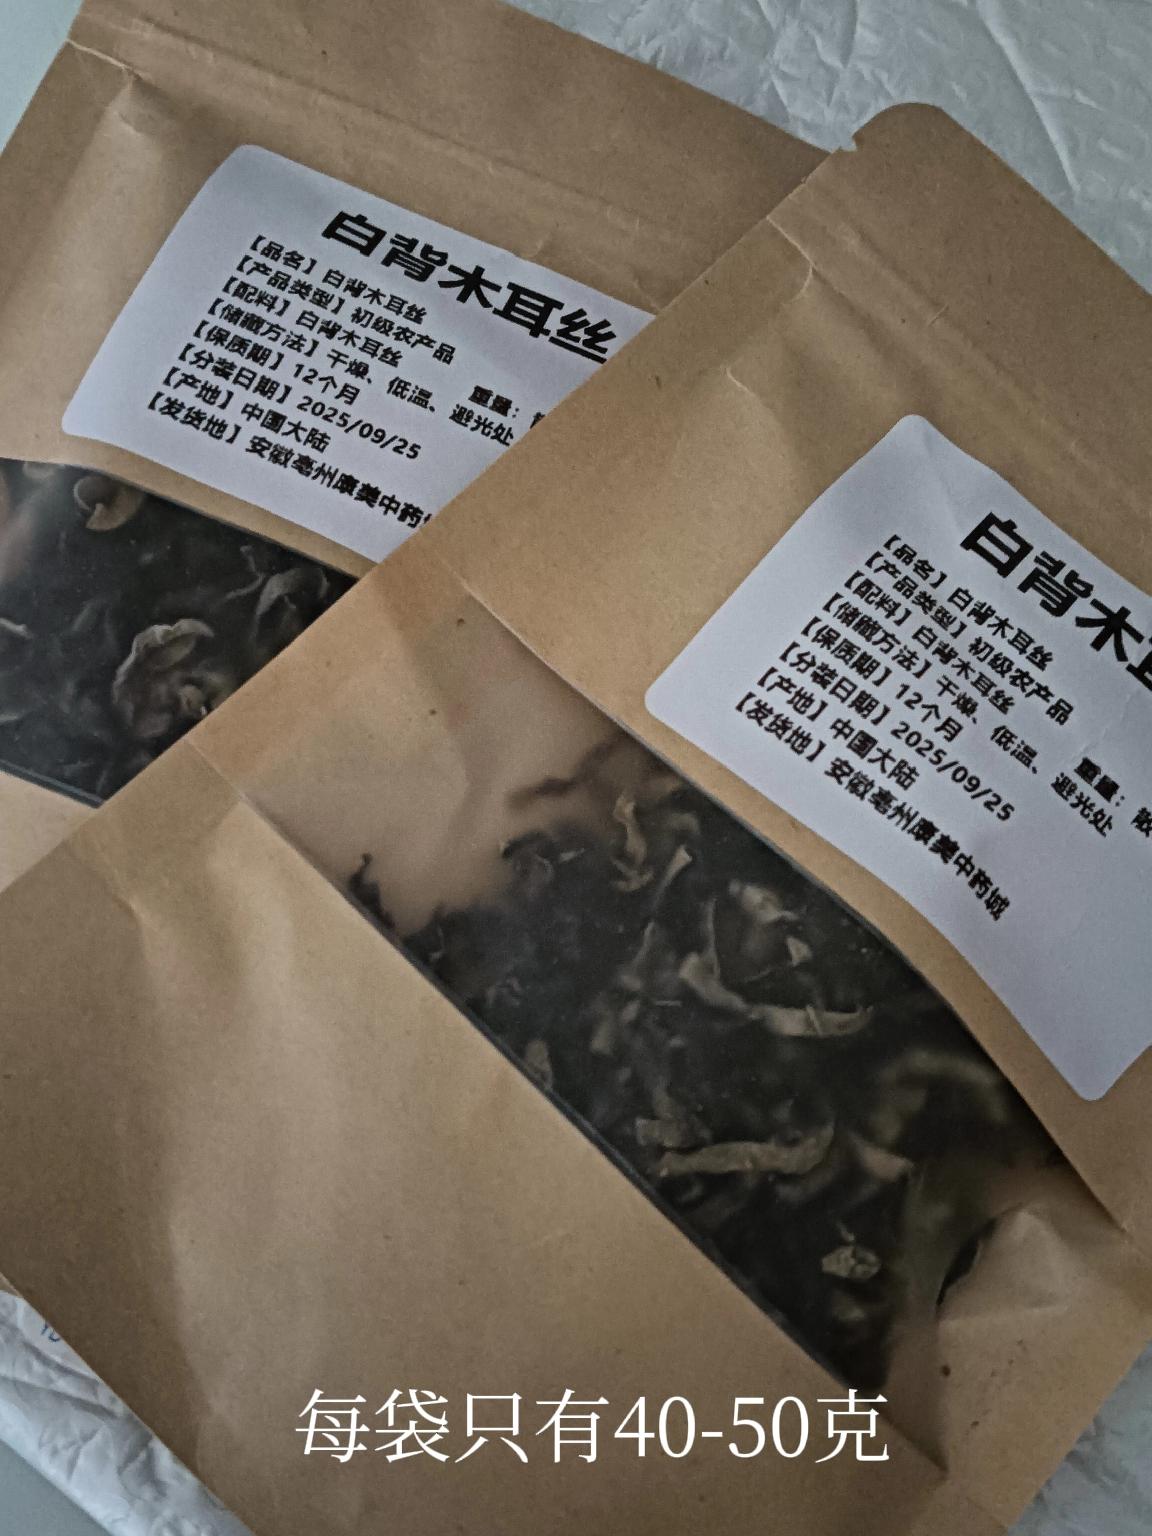 白背木耳丝
【品名】白背木耳丝
【产品类型】初级农产品
【配料】白背木耳丝
【储藏方法】干燥、低温、避光处
【保质期】12个月
重量:
【分装日期】2025/09/25
【产地】中国大陆
【发货地】安徽亳州康美中药
白背木
【品名】白背木耳丝
【产品类型】初级农产品
【配料】白背木耳丝
【储藏方法】干燥、低温、避光处
【保质期】12个月
重量:散
【分装日期】2025/09/25
【产地】中国大陆
【发货地】安徽亳州康美中药城
每袋只有40-50克